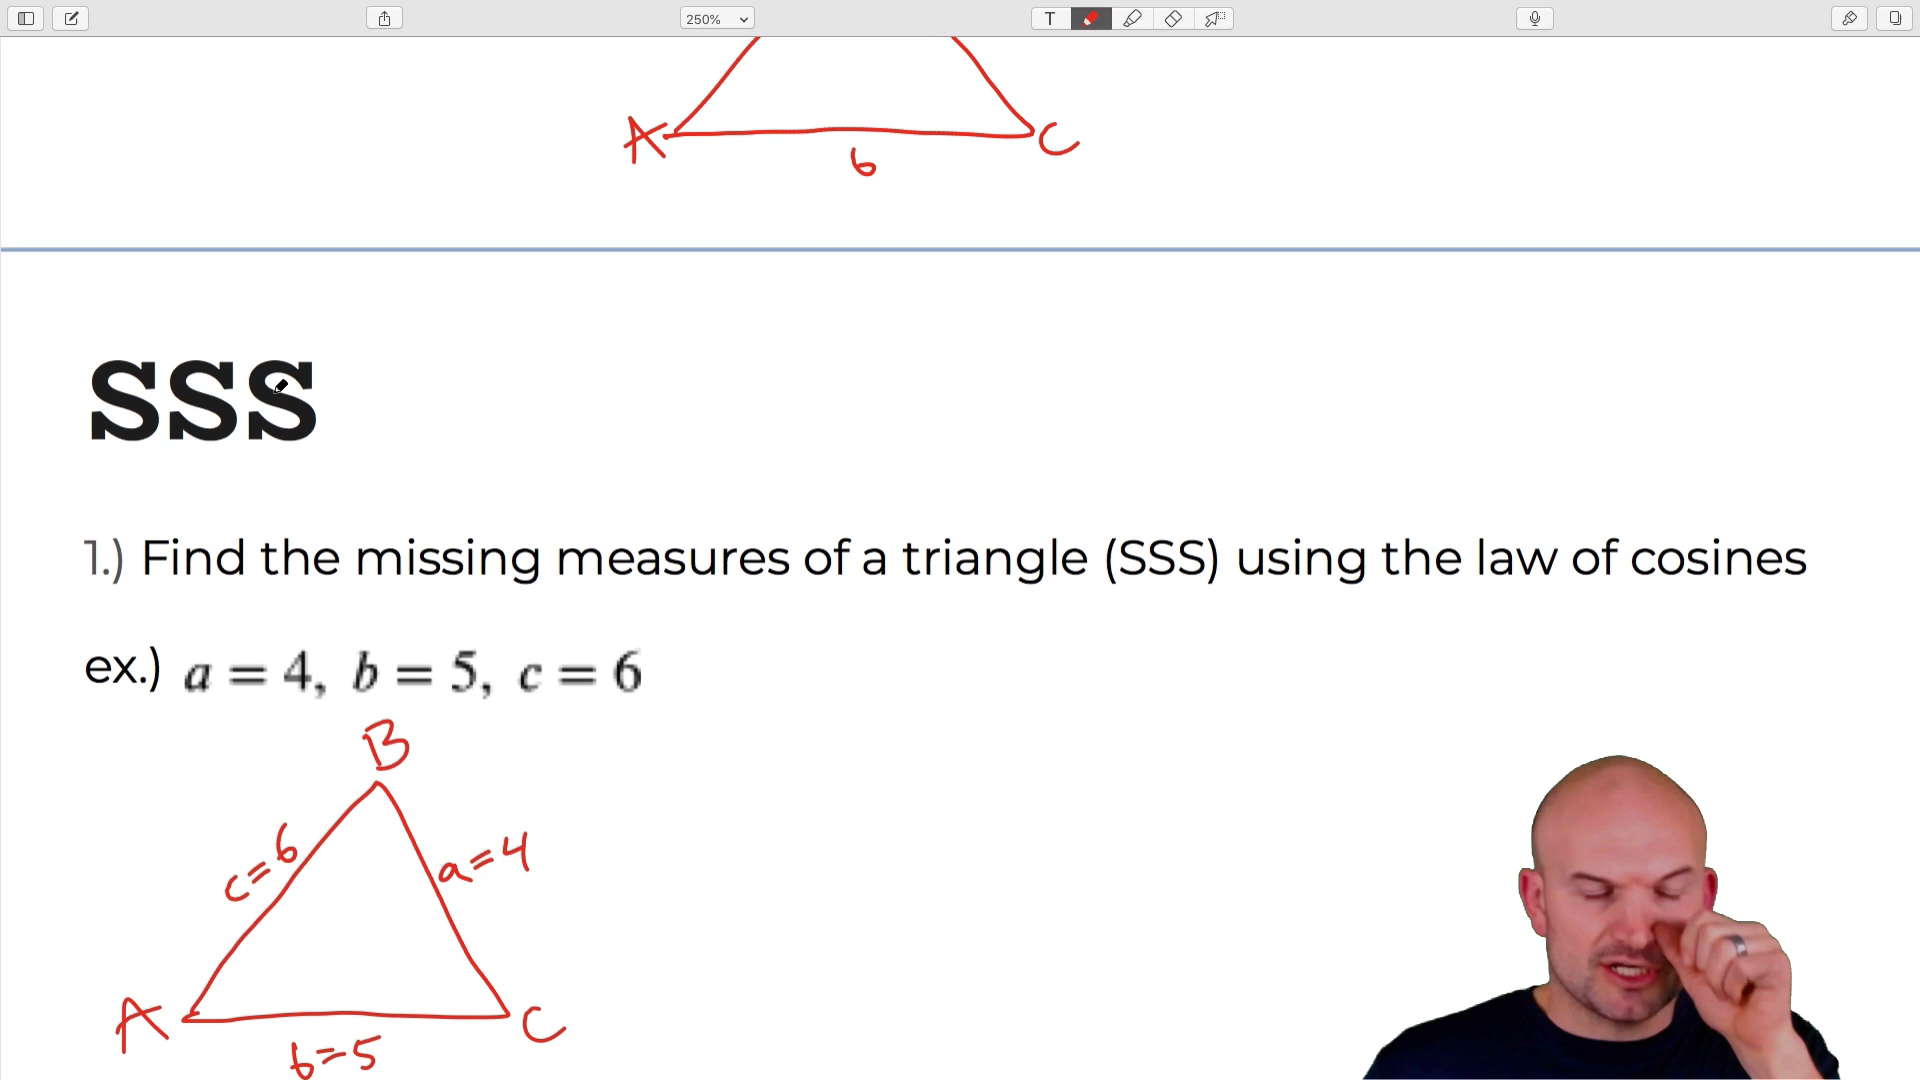 250%
T
A C
b
SSS
1.) Find the missing measures of a triangle (SSS) using the law of cosines
ex.) a = 4, b = 5, c = 6
B
c=6 a=4
A C
b=5